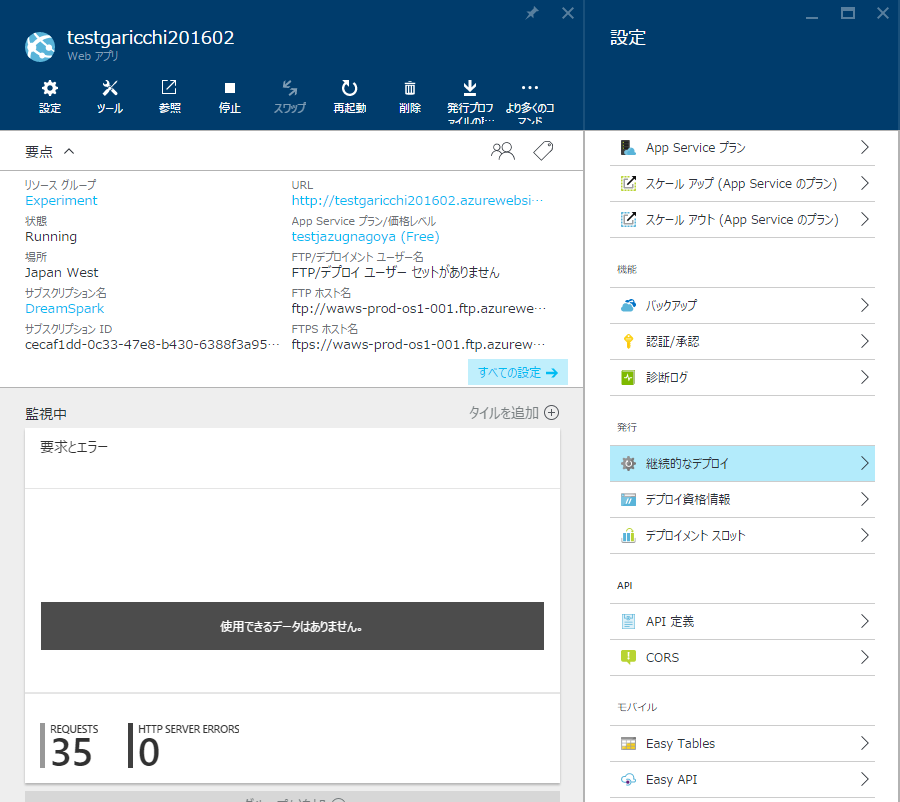 testgaricchi201602
Web アプリ
設定
ツール
参照
停止
スワップ
再起動
削除
発行プロフ
より多くのコ
マンド
要点
リソース グループ
Experiment
状態
Running
場所
Japan West
サブスクリプション名
DreamSpark
サブスクリプション ID
cecaf1dd-0c33-47e8-b430-6388f3a95…
URL
http://testgaricchi201602.azurewebsi…
App Service プラン/価格レベル
testjazugnagoya (Free)
FTP/デプロイメント ユーザー名
FTP/デプロイ ユーザー セットがありません
FTP ホスト名
ftp://waws-prod-os1-001.ftp.azurewe…
FTPS ホスト名
ftps://waws-prod-os1-001.ftp.azurew…
すべての設定
監視中
タイルを追加
要求とエラー
使用できるデータはありません。
REQUESTS
35
HTTP SERVER ERRORS
0
設定
App Service プラン
スケール アップ (App Service のプラン)
スケール アウト (App Service のプラン)
機能
バックアップ
認証/承認
診断ログ
発行
継続的なデプロイ
デプロイ資格情報
デプロイメント スロット
API
API 定義
CORS
モバイル
Easy Tables
Easy API